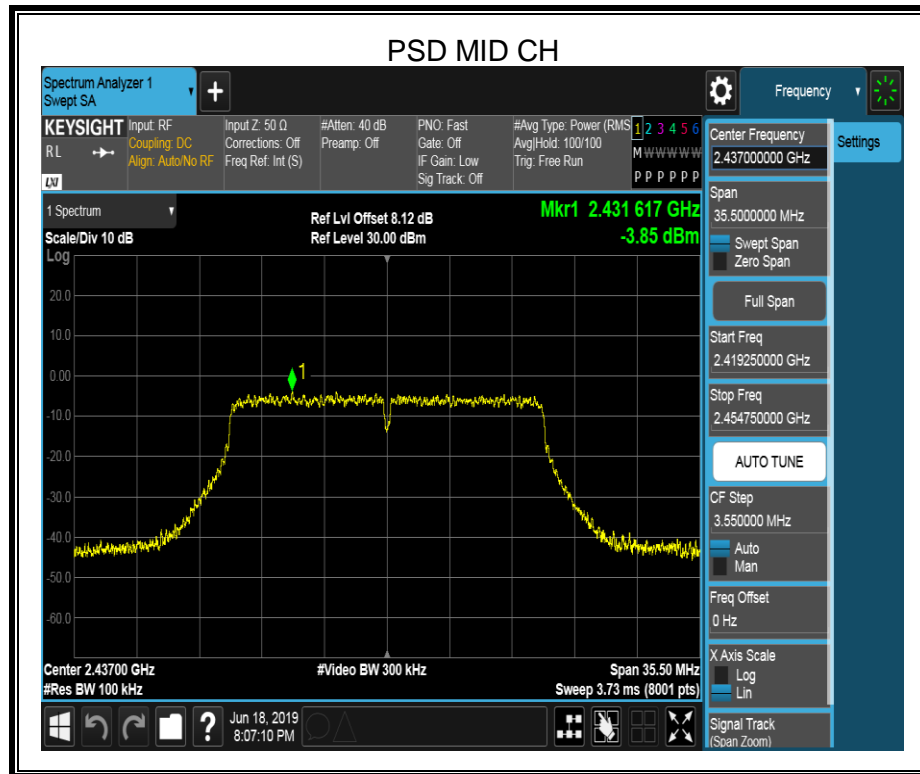 PSD MID CH
Spectrum Analyzer 1
Swept SA
+
Frequency
KEYSIGHT
RL
LXI
Input: RF
Coupling: DC
Align: Auto/No RF
Input Z: 50 Ω
Corrections: Off
Freq Ref: Int (S)
#Atten: 40 dB
Preamp: Off
PNO: Fast
Gate: Off
IF Gain: Low
Sig Track: Off
#Avg Type: Power (RMS
Avg|Hold: 100/100
Trig: Free Run
1 2 3 4 5 6
M W W W W W
P P P P P P
Center Frequency
2.437000000 GHz
Settings
1 Spectrum
Scale/Div 10 dB
Ref Lvl Offset 8.12 dB
Ref Level 30.00 dBm
Mkr1 2.431 617 GHz
-3.85 dBm
Log
20.0
10.0
0.00
-10.0
-20.0
-30.0
-40.0
-50.0
-60.0
1
Center 2.43700 GHz
#Res BW 100 kHz
#Video BW 300 kHz
Span 35.50 MHz
Sweep 3.73 ms (8001 pts)
Span
35.5000000 MHz
Swept Span
Zero Span
Full Span
Start Freq
2.419250000 GHz
Stop Freq
2.454750000 GHz
AUTO TUNE
CF Step
3.550000 MHz
Auto
Man
Freq Offset
0 Hz
X Axis Scale
Log
Lin
Signal Track
(Span Zoom)
?
Jun 18, 2019
8:07:10 PM